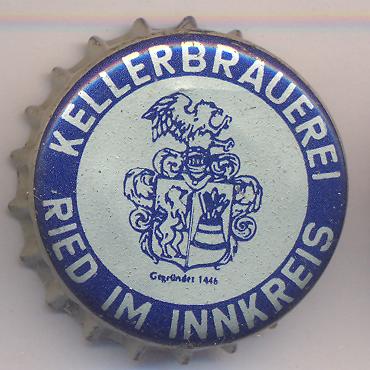 KELLERBRAUEREI
RIED IM INNKREIS
Gegründet 1446